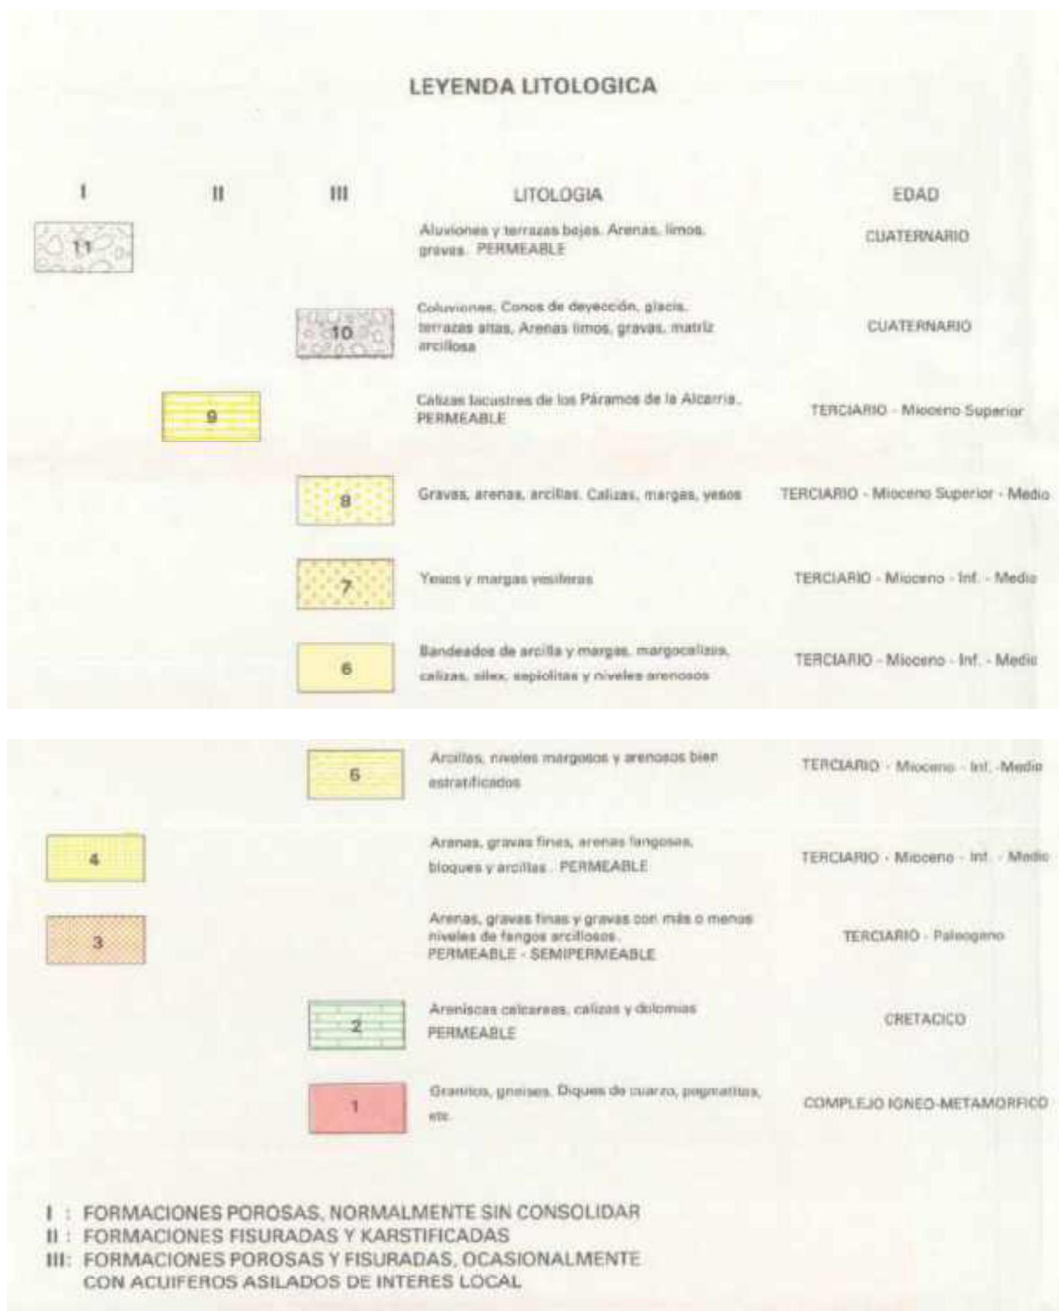 LEYENDA LITOLOGICA
I II III LITOLOGIA EDAD
11 Aluviones y terrazas bajas. Arenas, limos, CUATERNARIO
gravas. PERMEABLE
Coluviones, Conos de deyección, glacis,
10 terrazas altas, Arenas limos, gravas, matriz CUATERNARIO
arcillosa
9 Calizas lacustres de los Páramos de la Alcarria. TERCIARIO - Mioceno Superior
PERMEABLE
8 Gravas, arenas, arcillas. Calizas, margas, yesos TERCIARIO - Mioceno Superior - Medio
7 Yesos y margas yesiferas TERCIARIO - Mioceno - Inf. - Medio
6 Bandeados de arcilla y margas, margocalizas, TERCIARIO - Mioceno - Inf. - Medio
calizas, silex, sepiolitas y niveles arenosos
Arcillas, niveles margosos y arenosos bien TERCIARIO - Mioceno - Inf. - Medio
estratificados
4 Arenas, gravas finas, arenas fangosas, TERCIARIO - Mioceno - Inf. - Medio
bloques y arcillas. PERMEABLE
3 Arenas, gravas finas y gravas con más o menos TERCIARIO - Paleogeno
niveles de fangos arcillosos.
PERMEABLE - SEMIPERMEABLE
2 Areniscas calcareas, calizas y dolomias CRETACICO
PERMEABLE
1 Granitos, gneises. Diques de cuarzo, pegmatitas, COMPLEJO IGNEO-METAMORFICO
etc.
I : FORMACIONES POROSAS, NORMALMENTE SIN CONSOLIDAR
II : FORMACIONES FISURADAS Y KARSTIFICADAS
III: FORMACIONES POROSAS Y FISURADAS, OCASIONALMENTE
CON ACUIFEROS ASILADOS DE INTERES LOCAL